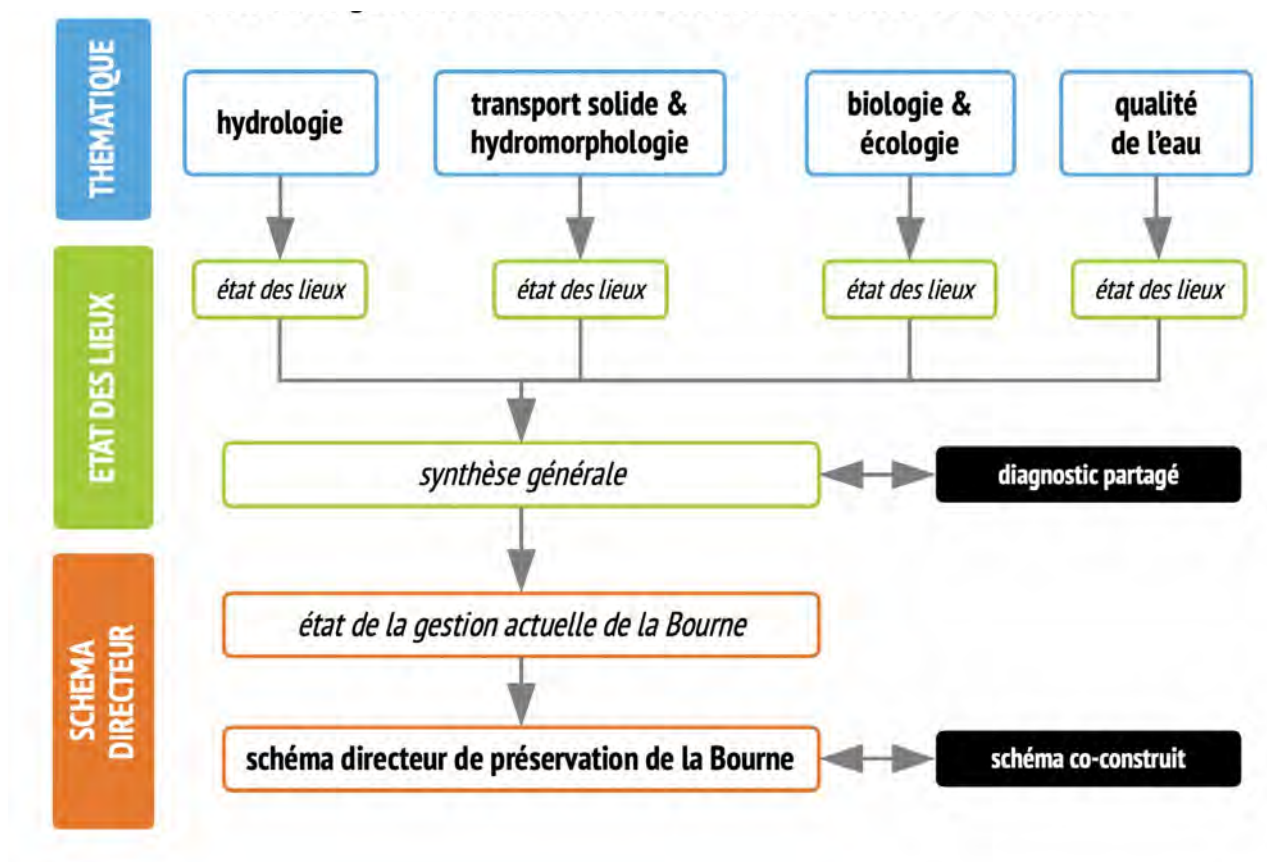 THEMATIQUE
hydrologie
transport solide &
hydromorphologie
biologie &
écologie
qualité
de l'eau
ETAT DES LIEUX
état des lieux
état des lieux
état des lieux
état des lieux
synthèse générale
diagnostic partagé
SCHEMA
DIRECTEUR
état de la gestion actuelle de la Bourne
schéma directeur de préservation de la Bourne
schéma co-construit